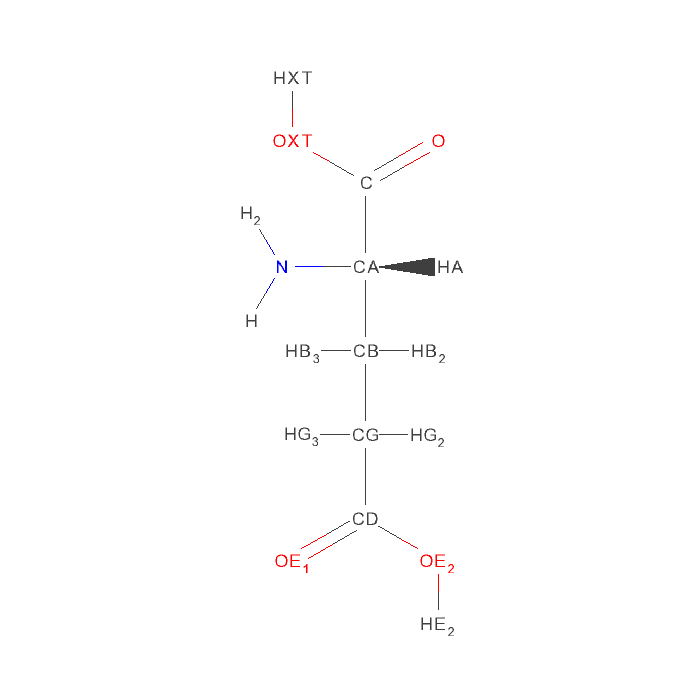 HXT
OXT O
C
H2
N CA HA
H
HB3 CB HB2
HG3 CG HG2
CD
OE1 OE2
HE2